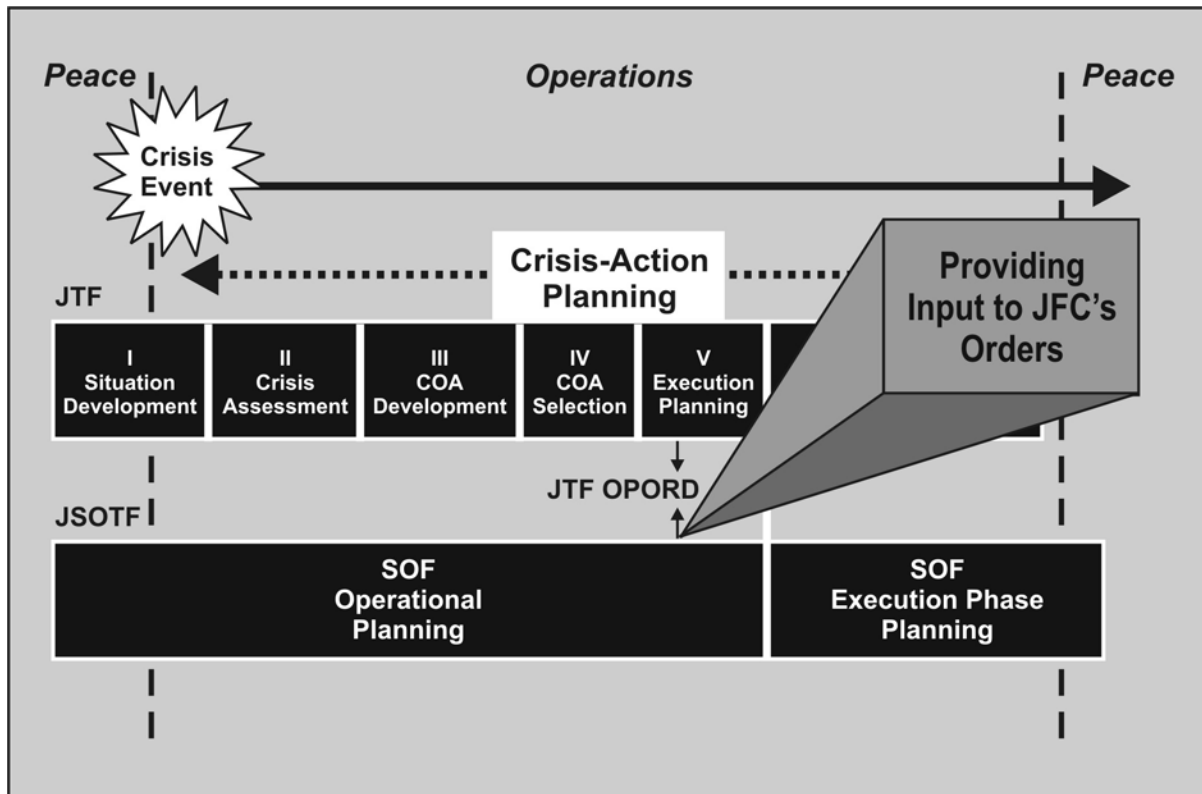 Peace
Operations
Peace
Crisis
Event
Crisis-Action
Planning
Providing
Input to JFC's
Orders
JTF
I
Situation
Development
II
Crisis
Assessment
III
COA
Development
IV
COA
Selection
V
Execution
Planning
JTF OPORD
JSOTF
SOF
Operational
Planning
SOF
Execution Phase
Planning